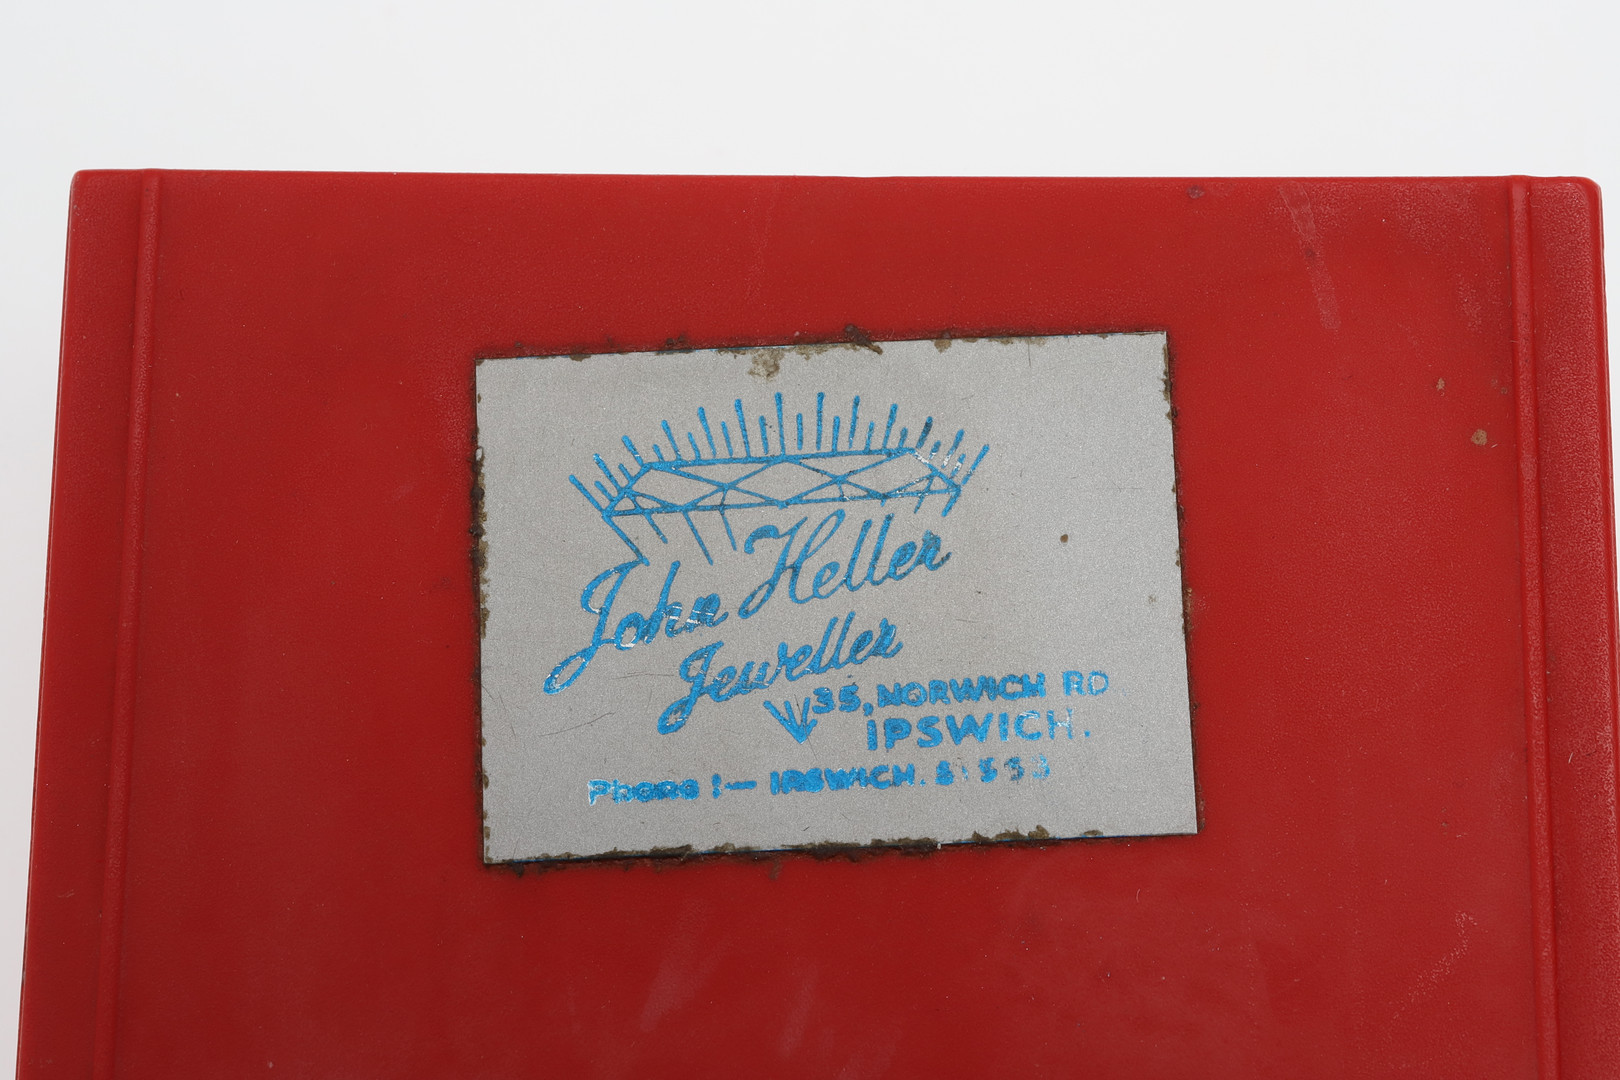 John Heller
Jeweller
35, NORWICH RD.
IPSWICH.
Phone :— IPSWICH.